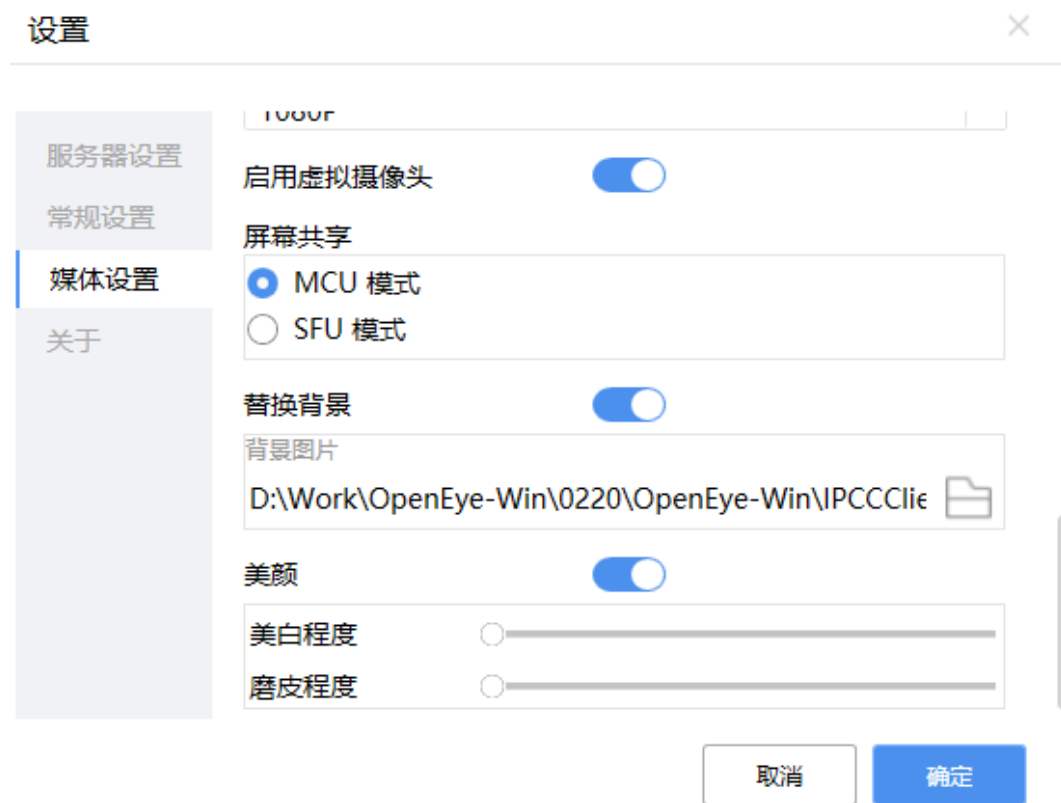 设置
服务器设置
常规设置
媒体设置
关于
1080P
启用虚拟摄像头
屏幕共享
MCU 模式
SFU 模式
替换背景
背景图片
D:\Work\OpenEye-Win\0220\OpenEye-Win\IPCCClie
美颜
美白程度
磨皮程度
取消
确定